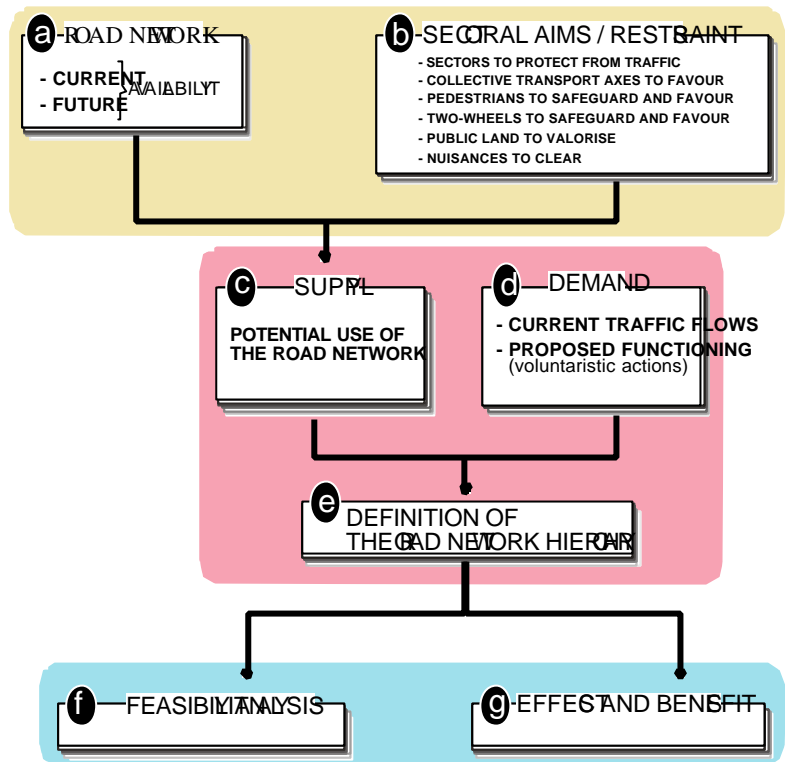 a ROAD NETWORK
- CURRENT
- FUTURE
} AVAILABILITY
b SECTORAL AIMS / RESTRAINT
- SECTORS TO PROTECT FROM TRAFFIC
- COLLECTIVE TRANSPORT AXES TO FAVOUR
- PEDESTRIANS TO SAFEGUARD AND FAVOUR
- TWO-WHEELS TO SAFEGUARD AND FAVOUR
- PUBLIC LAND TO VALORISE
- NUISANCES TO CLEAR
c SUPPLY
POTENTIAL USE OF
THE ROAD NETWORK
d DEMAND
- CURRENT TRAFFIC FLOWS
- PROPOSED FUNCTIONING
(voluntaristic actions)
e DEFINITION OF
THE ROAD NETWORK HIERARCHY
f FEASIBILITY ANALYSIS
g EFFECTS AND BENEFIT